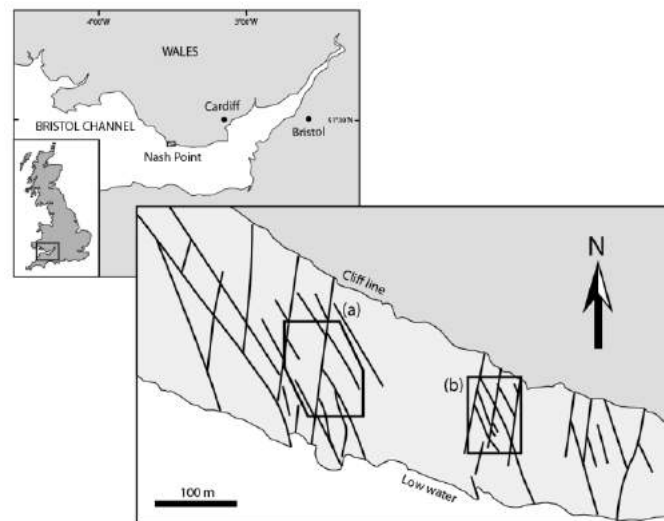 4°00'W
3°00'W
WALES
Cardiff
BRISTOL CHANNEL
51°30'N
Bristol
Nash Point
N
Cliff line
(a)
(b)
Low water
100 m